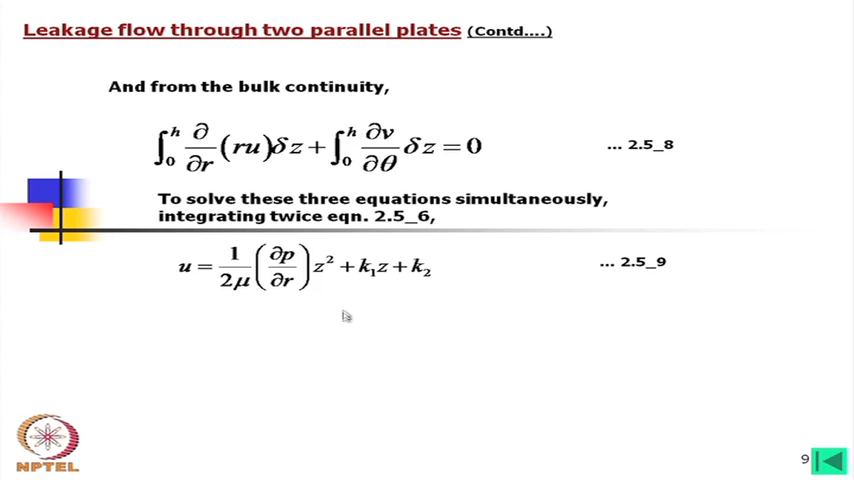 Leakage flow through two parallel plates (Contd....)
And from the bulk continuity,
∫₀ʰ ∂/∂r (ru)δz + ∫₀ʰ ∂v/∂θ δz = 0 ... 2.5_8
To solve these three equations simultaneously,
integrating twice eqn. 2.5_6,
u = 1/2μ (∂p/∂r) z² + k₁z + k₂ ... 2.5_9
NPTEL
9